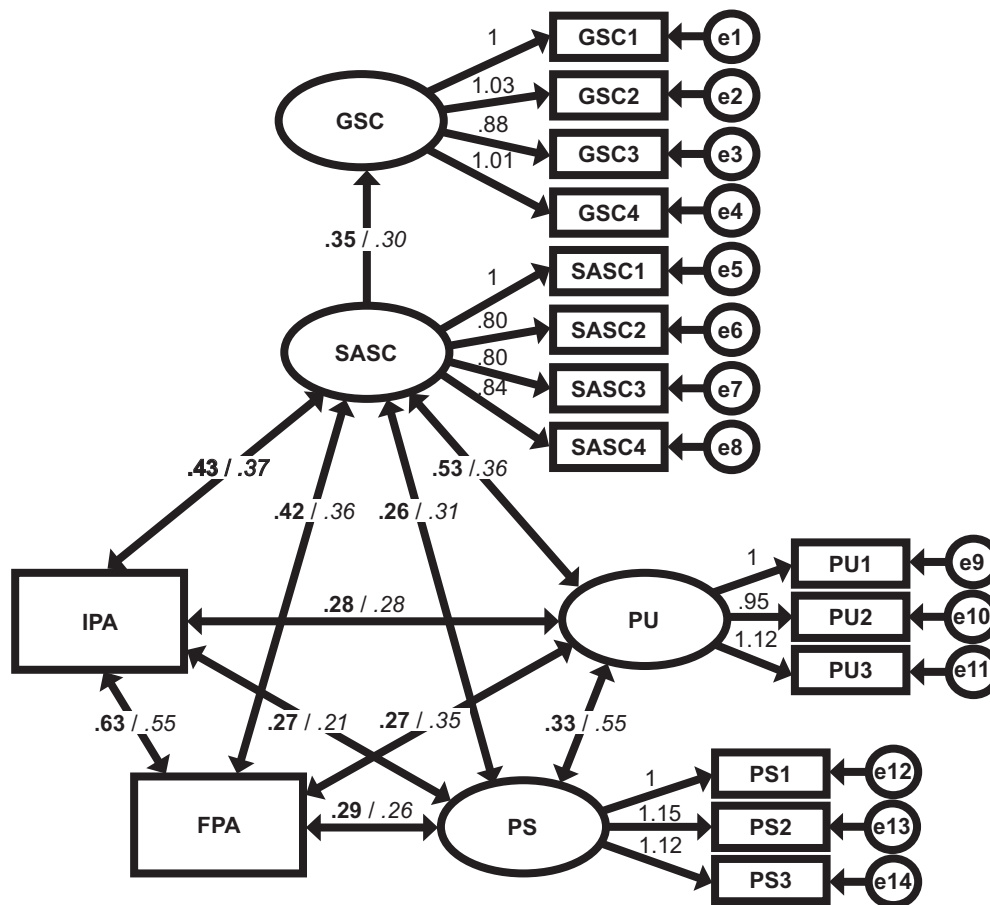 1
GSC1
e1
GSC
1.03
GSC2
e2
.88
GSC3
e3
1.01
GSC4
e4
.35 / .30
1
SASC1
e5
SASC
.80
SASC2
e6
.80
SASC3
e7
.84
SASC4
e8
.43 / .37
.53 / .36
.42 / .36
.26 / .31
IPA
.28 / .28
PU
1
PU1
e9
.95
PU2
e10
1.12
PU3
e11
.63 / .55
.27 / .21
.27 / .35
.33 / .55
FPA
.29 / .26
PS
1
PS1
e12
1.15
PS2
e13
1.12
PS3
e14